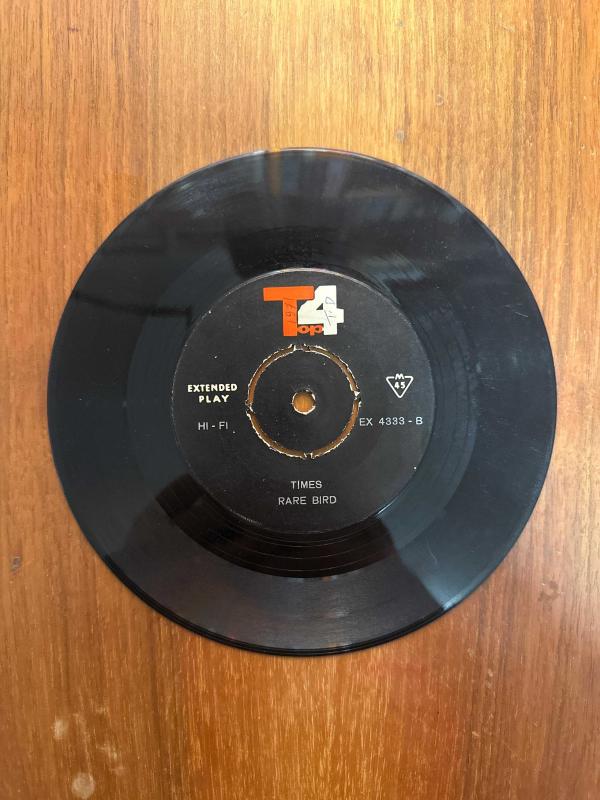 T4
EXTENDED
PLAY
HI - FI
M
45
EX 4333 - B
TIMES
RARE BIRD